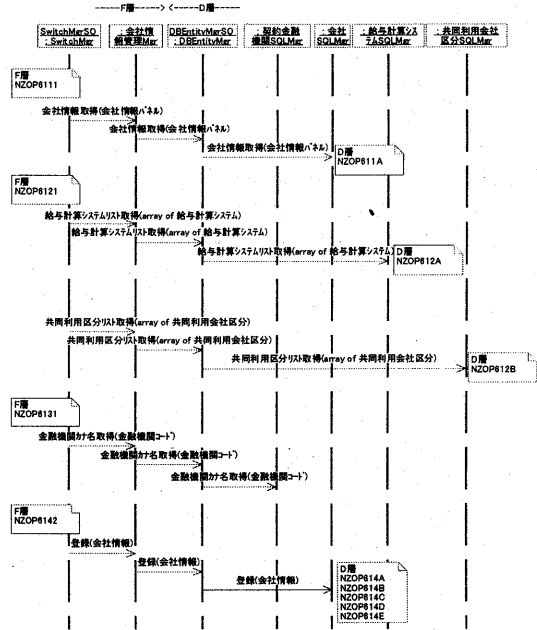 -----F層-----> <-----D層-----
SwitchMgrSO
: SwitchMgr
: 会社情
報管理Mgr
DBEntityMgrSO
: DBEntityMgr
: 契約金融
機関SQLMgr
: 会社
SQLMgr
: 給与計算シス
テムSQLMgr
: 共同利用会社
区分SQLMgr
F層
NZOP6111
会社情報取得(会社情報パネル)
会社情報取得(会社情報パネル)
会社情報取得(会社情報パネル)
D層
NZOP611A
F層
NZOP6121
給与計算システムリスト取得(array of 給与計算システム)
給与計算システムリスト取得(array of 給与計算システム)
給与計算システムリスト取得(array of 給与計算システム)
D層
NZOP612A
共同利用区分リスト取得(array of 共同利用会社区分)
共同利用区分リスト取得(array of 共同利用会社区分)
共同利用区分リスト取得(array of 共同利用会社区分)
D層
NZOP612B
F層
NZOP6131
金融機関カナ名取得(金融機関コード)
金融機関カナ名取得(金融機関コード)
金融機関カナ名取得(金融機関コード)
F層
NZOP6142
登録(会社情報)
登録(会社情報)
登録(会社情報)
D層
NZOP614A
NZOP614B
NZOP614C
NZOP614D
NZOP614E